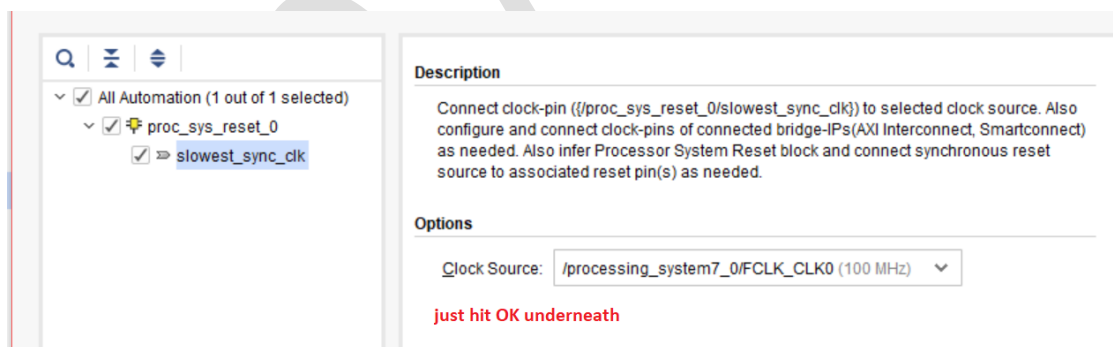 All Automation (1 out of 1 selected)
proc_sys_reset_0
slowest_sync_clk
Description
Connect clock-pin ({/proc_sys_reset_0/slowest_sync_clk}) to selected clock source. Also
configure and connect clock-pins of connected bridge-IPs(AXI Interconnect, Smartconnect)
as needed. Also infer Processor System Reset block and connect synchronous reset
source to associated reset pin(s) as needed.
Options
Clock Source: /processing_system7_0/FCLK_CLK0 (100 MHz)
just hit OK underneath